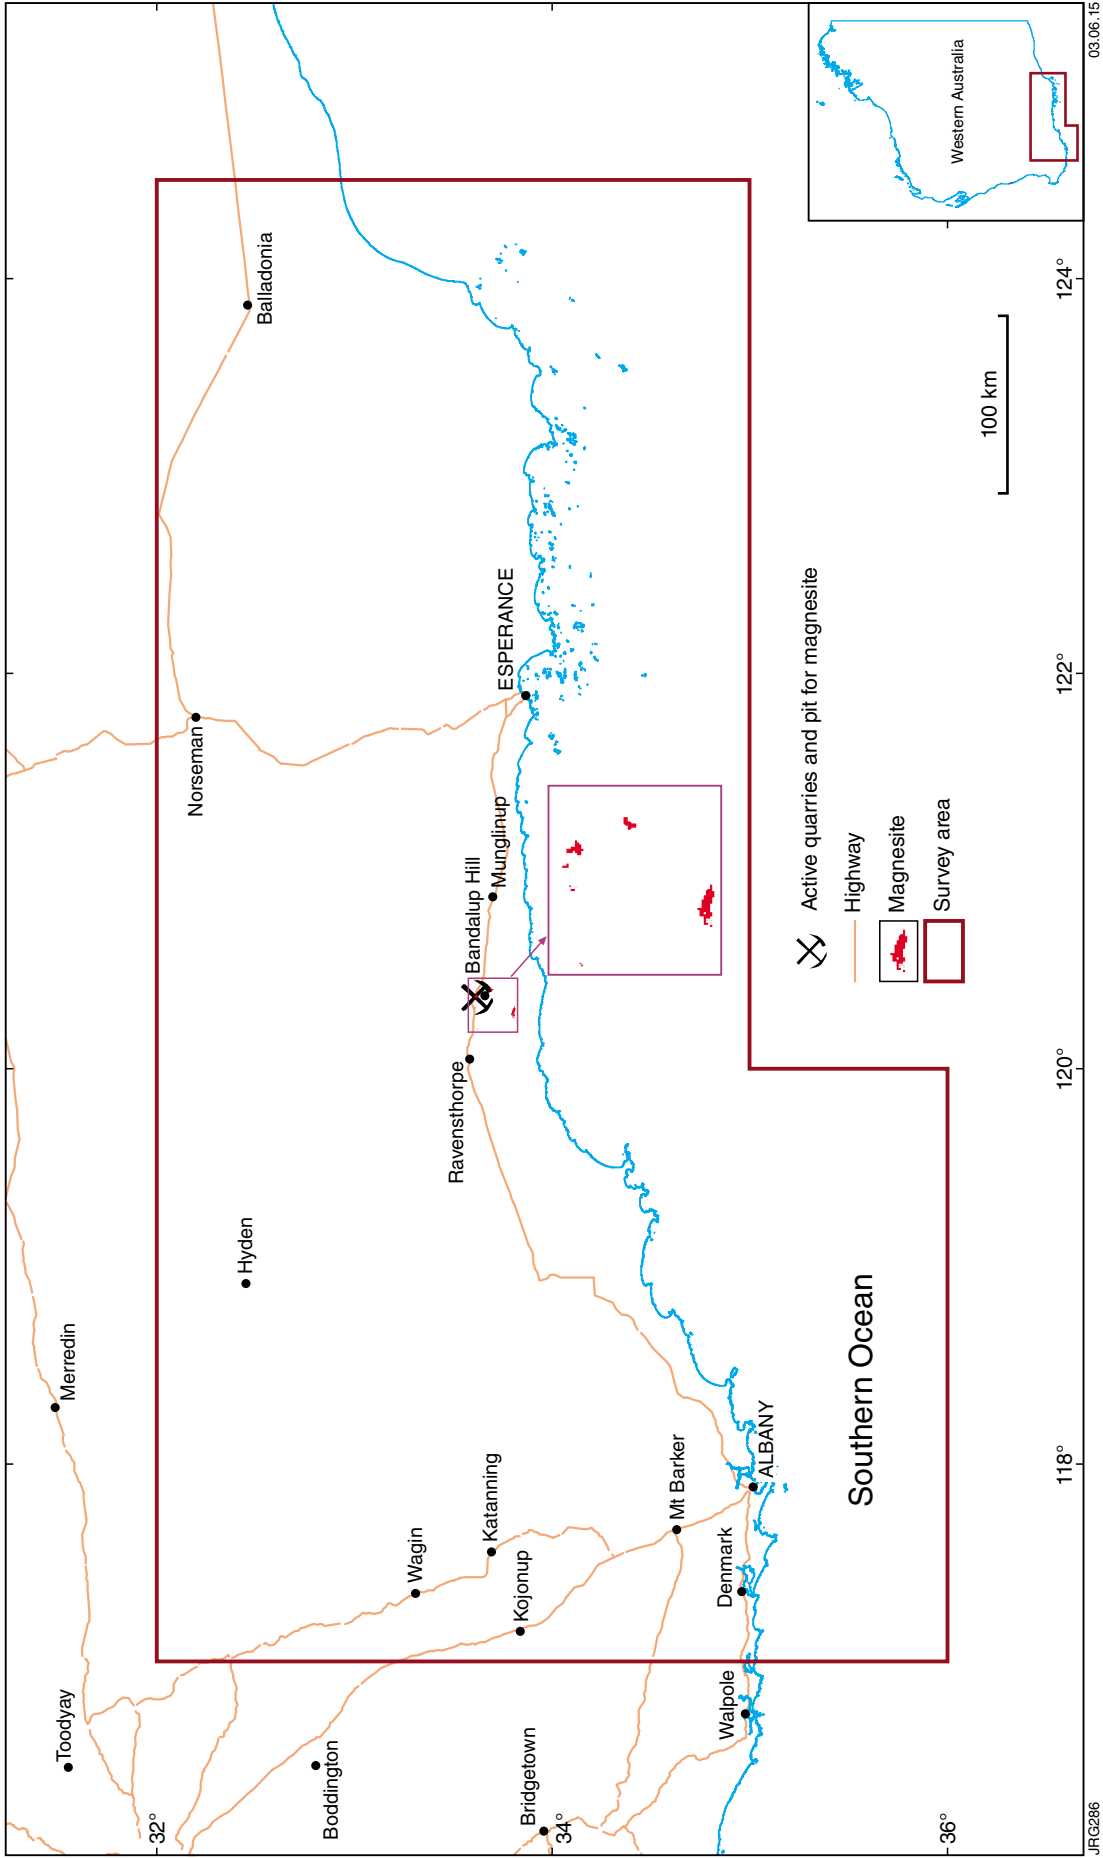 Toodyay
Merredin
Hyden
Norseman
Balladonia
Boddington
Wagin
Katanning
Kojonup
Bridgetown
Ravensthorpe
Bandalup Hill
Munglinup
ESPERANCE
Mt Barker
Denmark
Walpole
ALBANY
Southern Ocean
32°
34°
36°
118°
120°
122°
124°
Active quarries and pit for magnesite
Highway
Magnesite
Survey area
100 km
Western Australia
JRG286
03.06.15